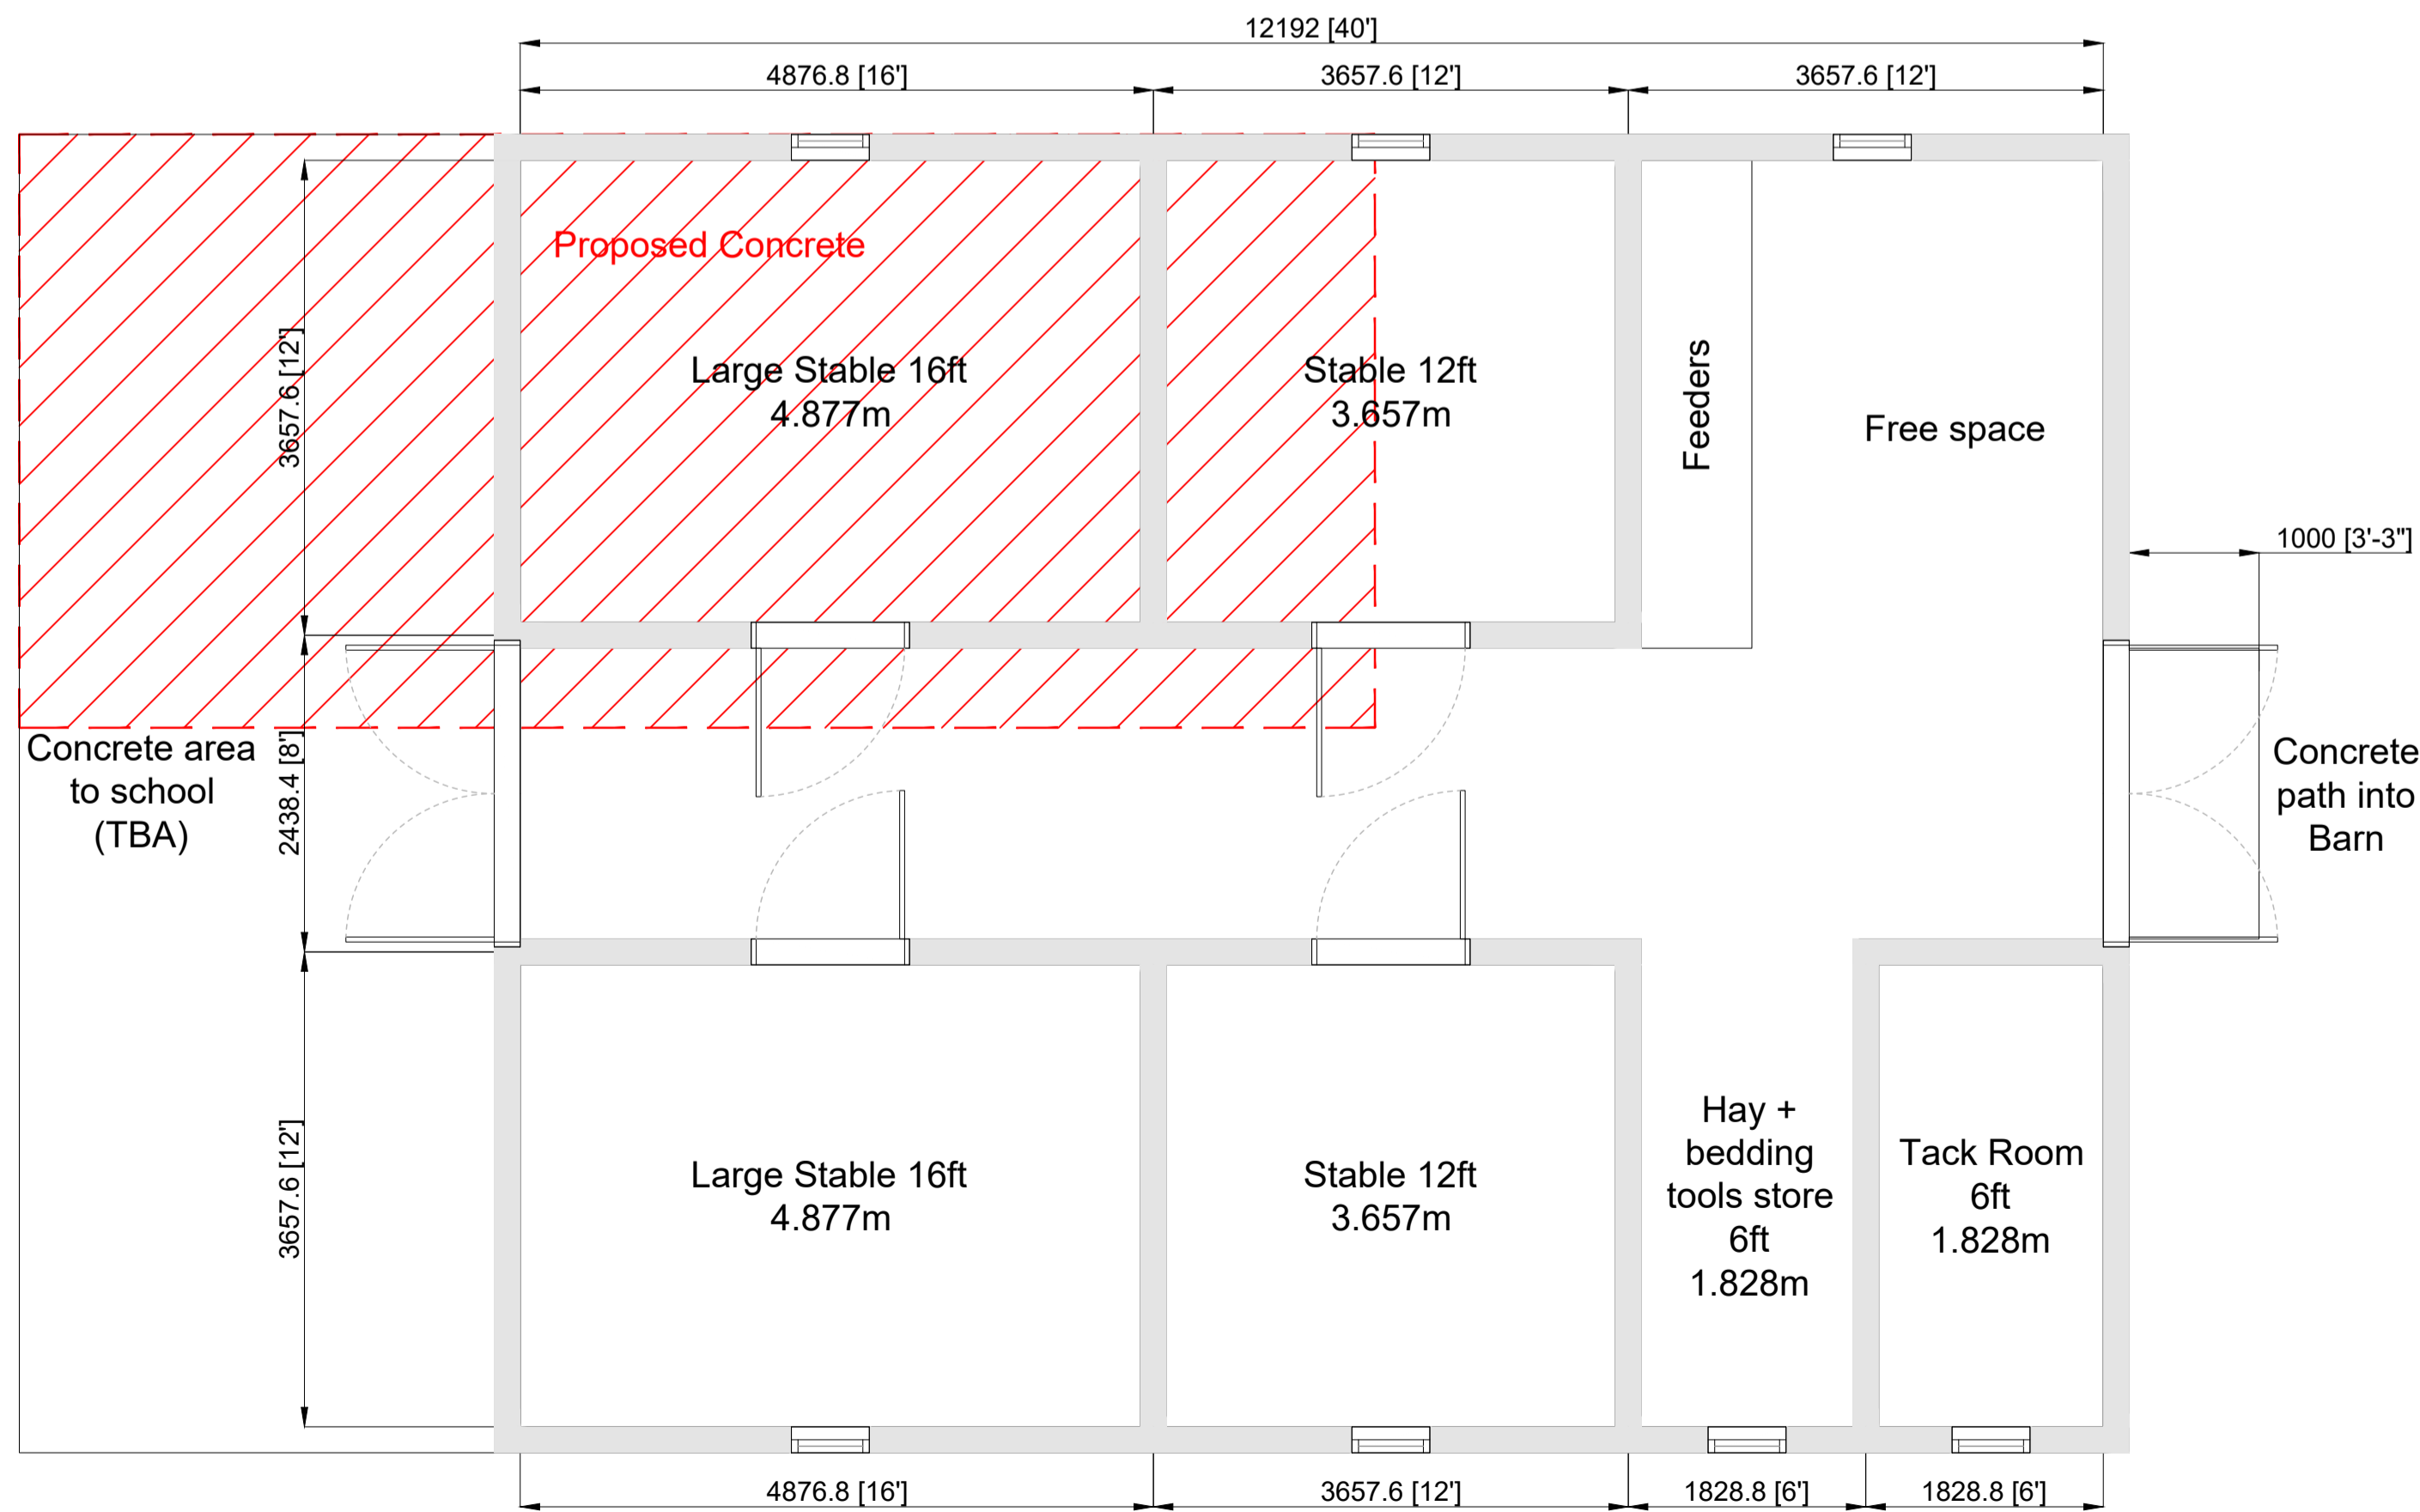 12192 [40']
4876.8 [16']
3657.6 [12']
3657.6 [12']
Proposed Concrete
3657.6 [12']
Large Stable 16ft
4.877m
Stable 12ft
3.657m
Feeders
Free space
1000 [3'-3"]
Concrete area
to school
(TBA)
2438.4 [8']
Concrete
path into
Barn
3657.6 [12']
Large Stable 16ft
4.877m
Stable 12ft
3.657m
Hay +
bedding
tools store
6ft
1.828m
Tack Room
6ft
1.828m
4876.8 [16']
3657.6 [12']
1828.8 [6']
1828.8 [6']